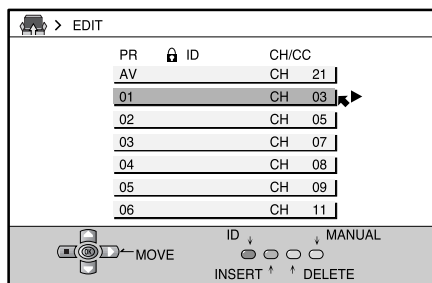 > EDIT
PR ID CH/CC
AV CH 21
01 CH 03
02 CH 05
03 CH 07
04 CH 08
05 CH 09
06 CH 11
OK MOVE
ID MANUAL
INSERT DELETE